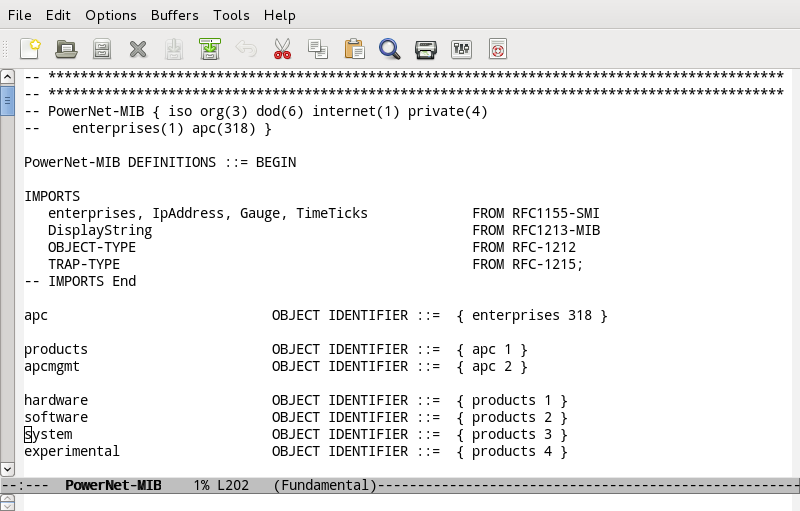 File Edit Options Buffers Tools Help
-- ********************************************************************************************
-- ********************************************************************************************
-- PowerNet-MIB { iso org(3) dod(6) internet(1) private(4)
--    enterprises(1) apc(318) }
PowerNet-MIB DEFINITIONS ::= BEGIN
IMPORTS
   enterprises, IpAddress, Gauge, TimeTicks             FROM RFC1155-SMI
   DisplayString                                        FROM RFC1213-MIB
   OBJECT-TYPE                                          FROM RFC-1212
   TRAP-TYPE                                            FROM RFC-1215;
-- IMPORTS End
apc                            OBJECT IDENTIFIER ::=  { enterprises 318 }
products                       OBJECT IDENTIFIER ::=  { apc 1 }
apcmgmt                        OBJECT IDENTIFIER ::=  { apc 2 }
hardware                       OBJECT IDENTIFIER ::=  { products 1 }
software                       OBJECT IDENTIFIER ::=  { products 2 }
system                         OBJECT IDENTIFIER ::=  { products 3 }
experimental                   OBJECT IDENTIFIER ::=  { products 4 }
--:---  PowerNet-MIB    1% L202   (Fundamental)-----------------------------------------------------